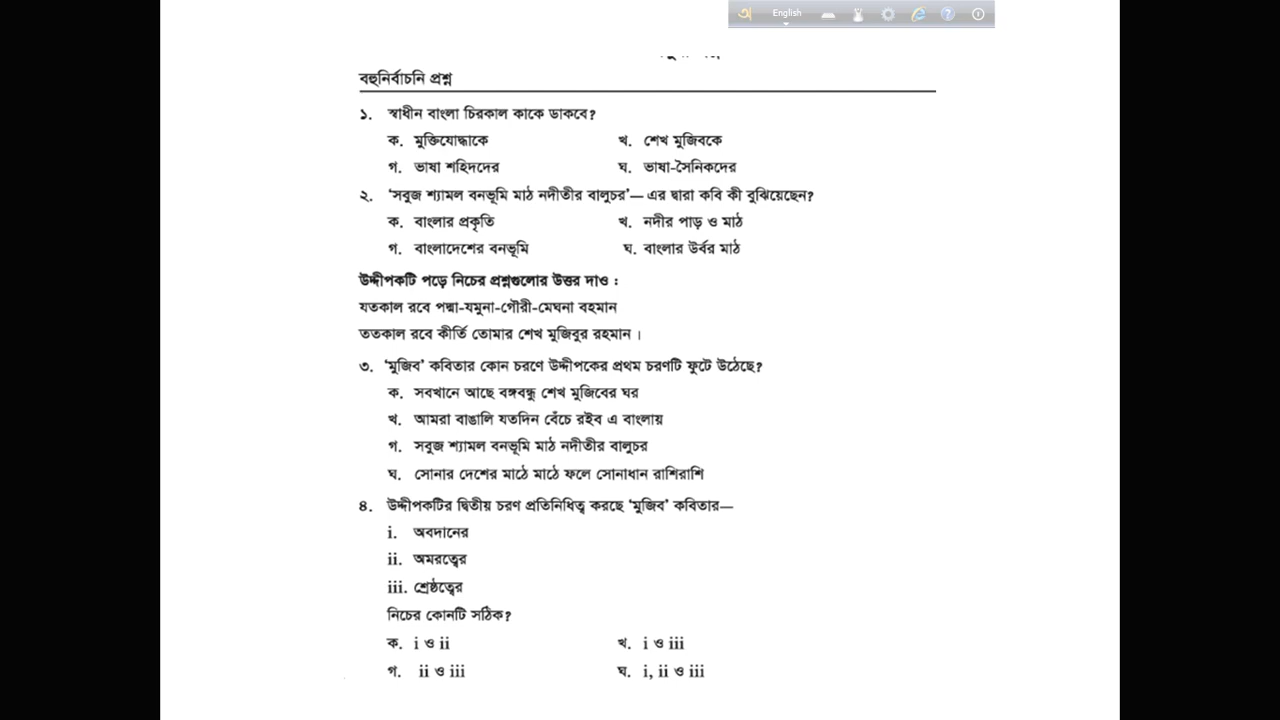 English
বহুনির্বাচনি প্রশ্ন
১. স্বাধীন বাংলা চিরকাল কাকে ডাকবে?
ক. মুক্তিযোদ্ধাকে খ. শেখ মুজিবকে
গ. ভাষা শহিদদের ঘ. ভাষা-সৈনিকদের
২. ‘সবুজ শ্যামল বনভূমি মাঠ নদীতীর বালুচর’— এর দ্বারা কবি কী বুঝিয়েছেন?
ক. বাংলার প্রকৃতি খ. নদীর পাড় ও মাঠ
গ. বাংলাদেশের বনভূমি ঘ. বাংলার উর্বর মাঠ
উদ্দীপকটি পড়ে নিচের প্রশ্নগুলোর উত্তর দাও :
যতকাল রবে পদ্মা-যমুনা-গৌরী-মেঘনা বহমান
ততকাল রবে কীর্তি তোমার শেখ মুজিবুর রহমান।
৩. ‘মুজিব’ কবিতার কোন চরণে উদ্দীপকের প্রথম চরণটি ফুটে উঠেছে?
ক. সবখানে আছে বঙ্গবন্ধু শেখ মুজিবের ঘর
খ. আমরা বাঙালি যতদিন বেঁচে রইব এ বাংলায়
গ. সবুজ শ্যামল বনভূমি মাঠ নদীতীর বালুচর
ঘ. সোনার দেশের মাঠে মাঠে ফলে সোনাধান রাশিরাশি
৪. উদ্দীপকটির দ্বিতীয় চরণ প্রতিনিধিত্ব করছে ‘মুজিব’ কবিতার—
i. অবদানের
ii. অমরত্বের
iii. শ্রেষ্ঠত্বের
নিচের কোনটি সঠিক?
ক. i ও ii খ. i ও iii
গ. ii ও iii ঘ. i, ii ও iii